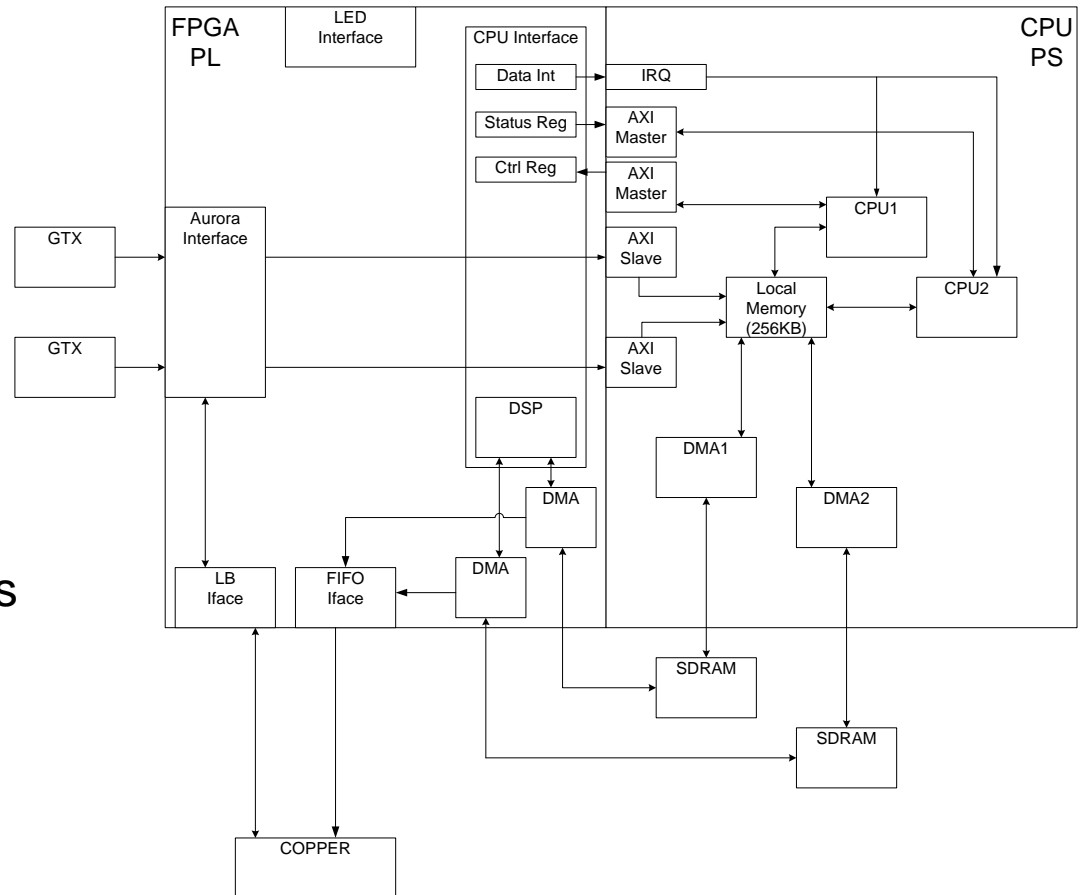 FPGA
PL
LED
Interface
CPU Interface
CPU
PS
Data Int
IRQ
Status Reg
AXI
Master
Ctrl Reg
AXI
Master
CPU1
Aurora
Interface
GTX
AXI
Slave
Local
Memory
(256KB)
CPU2
GTX
AXI
Slave
DSP
DMA1
DMA
DMA2
DMA
LB
Iface
FIFO
Iface
s
SDRAM
SDRAM
COPPER